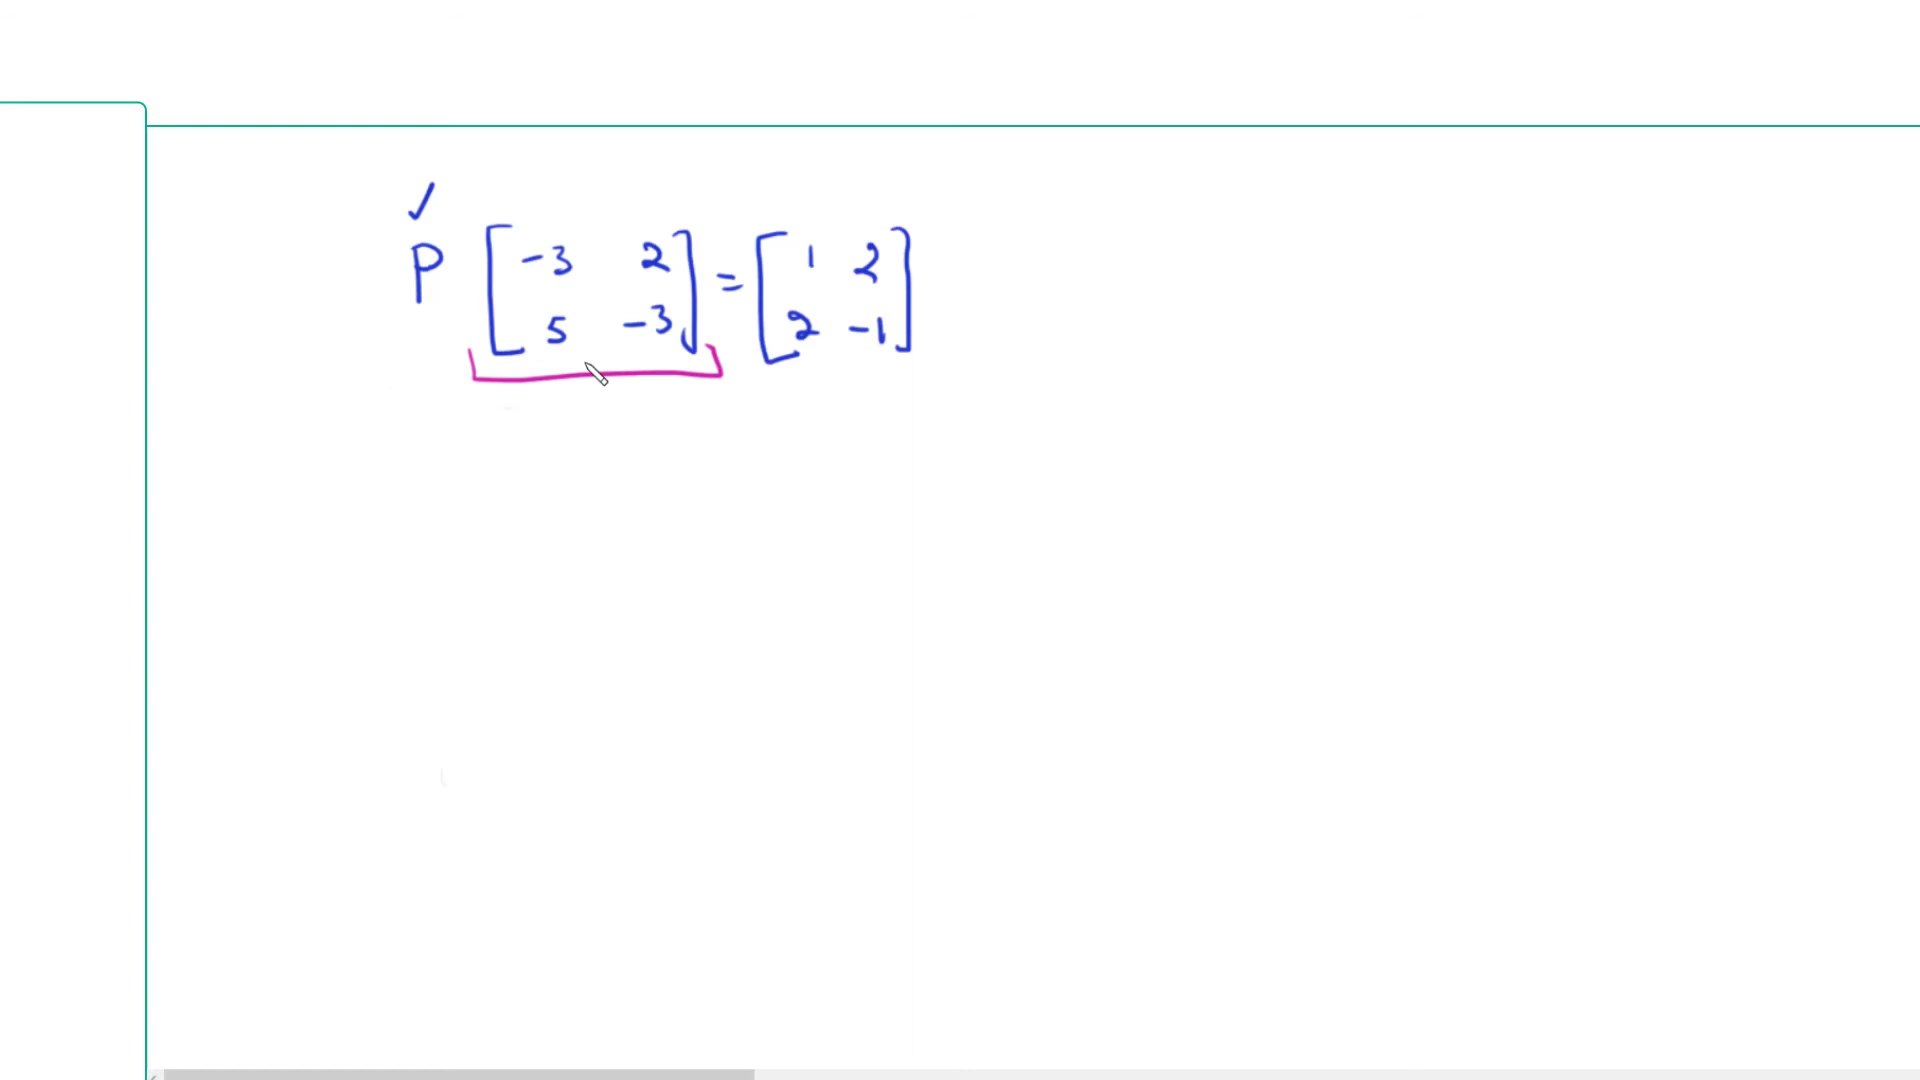 ✓
P [ -3 2 ] = [ 1 2 ]
[ 5 -3 ] [ 2 -1 ]